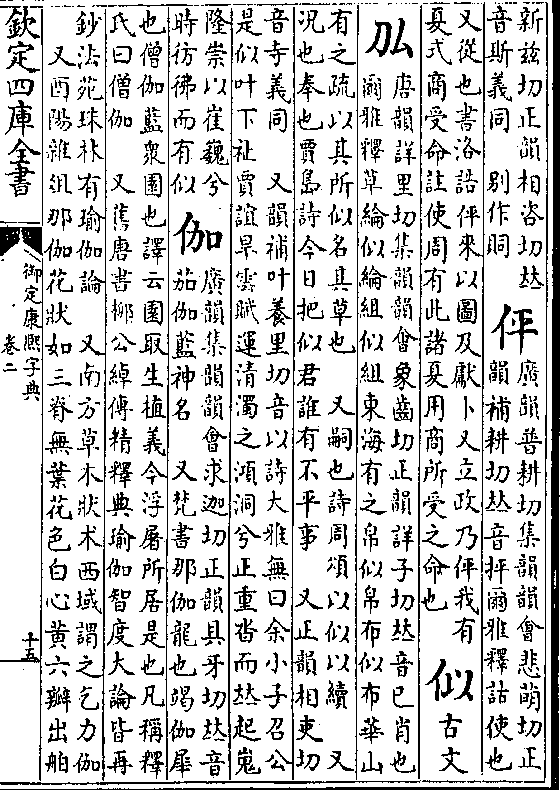 新兹切正韻相咨切𠀤
音斯義同　別作𦙉
伻
廣韻普耕切集韻韻會悲萌切正
韻補耕切𠀤音抨爾雅釋詁使也
又從也書洛誥伻來以圖及獻卜又立政乃伻我有
夏式商受命註使周有此諸夏用商所受之命也
似
古文
㕥
唐韻詳里切集韻韻會象齒切正韻詳子切𠀤音巳肖也
爾雅釋草綸似綸組似組東海有之帛似帛布似布華山
有之疏以其所似名其草也　又嗣也詩周頌以似以續　又
況也奉也賈島詩今日把似君誰有不平事　又正韻相吏切
音寺義同　又韻補叶養里切音以詩大雅無曰余小子召公
是似叶下祉賈誼旱雲賦運清濁之澒洞兮正重沓而𠀤起嵬
隆崇以崔巍兮
時彷彿而有似
伽
廣韻集韻韻會求迦切正韻具牙切𠀤音
茄伽藍神名　又梵書那伽龍也竭伽犀
也僧伽藍衆園也譯云園取生植義今浮屠所居是也凡稱釋
氏曰僧伽　又舊唐書柳公綽傳精釋典瑜伽智度大論皆再
鈔法苑珠林有瑜伽論　又南方草木狀术西域謂之乞力伽
又酉陽雜俎那伽花狀如三脊無葉花色白心黃六瓣出舶
欽定四庫全書
御定康熙字典
卷二
十五